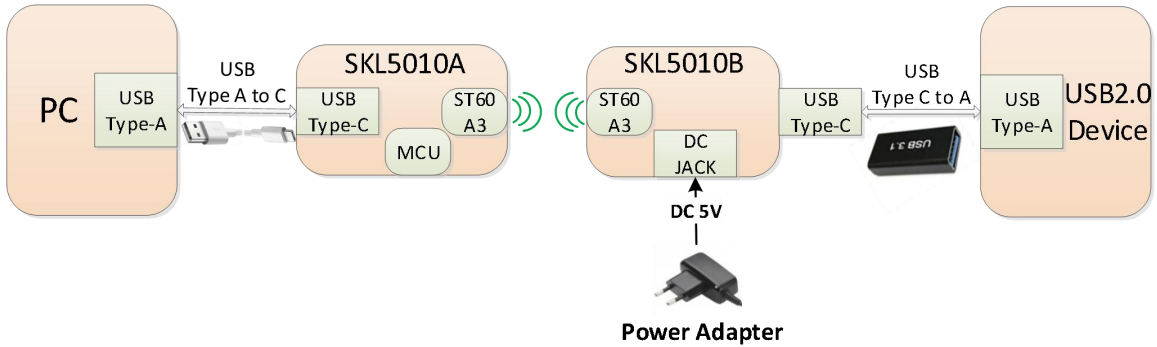 PC
USB
Type-A
USB
Type A to C
SKL5010A
USB
Type-C
MCU
ST60
A3
SKL5010B
ST60
A3
DC
JACK
USB
Type-C
USB
Type C to A
USB 3.1
USB
Type-A
USB2.0
Device
DC 5V
Power Adapter